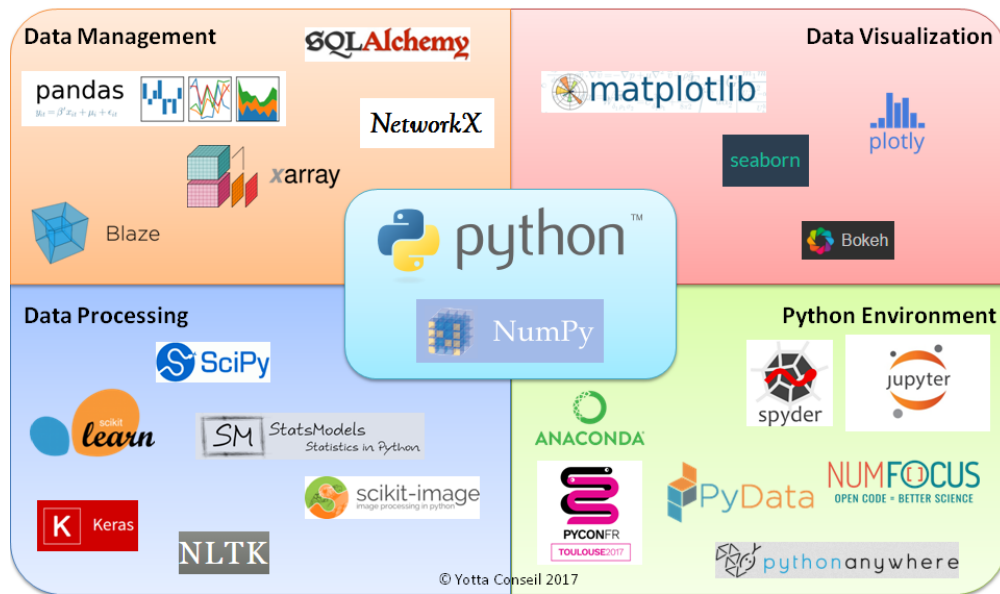 Data Management
SQLAlchemy
pandas
NetworkX
xarray
Blaze
Data Visualization
matplotlib
plotly
seaborn
Bokeh
python™
NumPy
Data Processing
SciPy
scikit
learn
SM
StatsModels
Statistics in Python
scikit-image
image processing in python
K Keras
NLTK
Python Environment
spyder
jupyter
ANACONDA
PYCONFR
TOULOUSE2017
PyData
NUMFOCUS
OPEN CODE = BETTER SCIENCE
pythonanywhere
© Yotta Conseil 2017